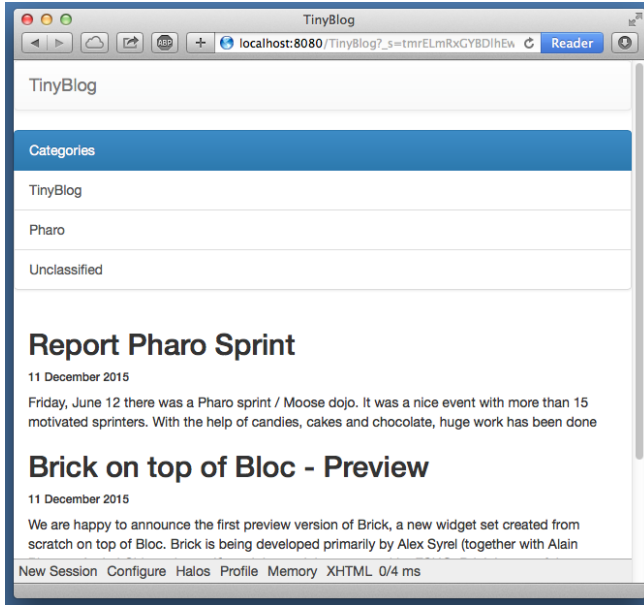 TinyBlog
ABP
localhost:8080/TinyBlog?_s=tmrELmRxGYBDlhEw
Reader
TinyBlog
Categories
TinyBlog
Pharo
Unclassified
Report Pharo Sprint
11 December 2015
Friday, June 12 there was a Pharo sprint / Moose dojo. It was a nice event with more than 15
motivated sprinters. With the help of candies, cakes and chocolate, huge work has been done
Brick on top of Bloc - Preview
11 December 2015
We are happy to announce the first preview version of Brick, a new widget set created from
scratch on top of Bloc. Brick is being developed primarily by Alex Syrel (together with Alain
New Session Configure Halos Profile Memory XHTML 0/4 ms